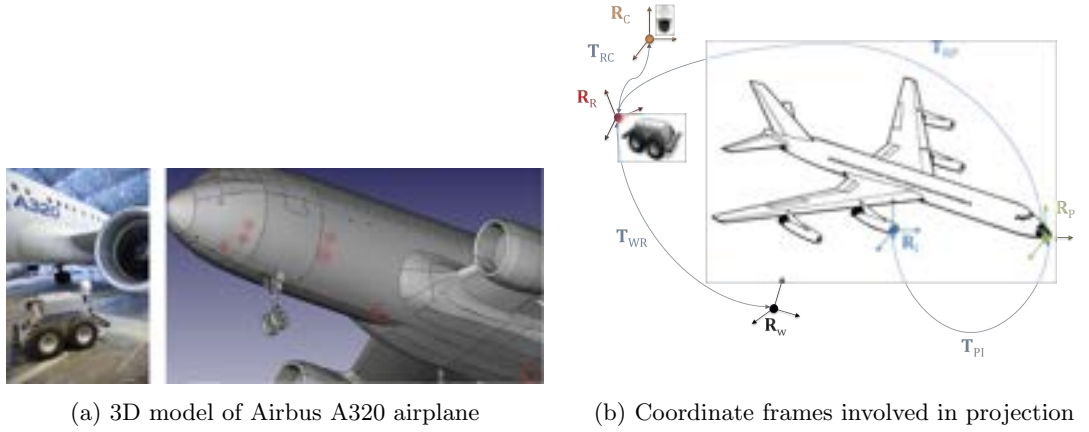 R_C
T_RC
T_RP
R_R
A320
R_P
R_i
T_WR
R_w
T_PI
(a) 3D model of Airbus A320 airplane
(b) Coordinate frames involved in projection